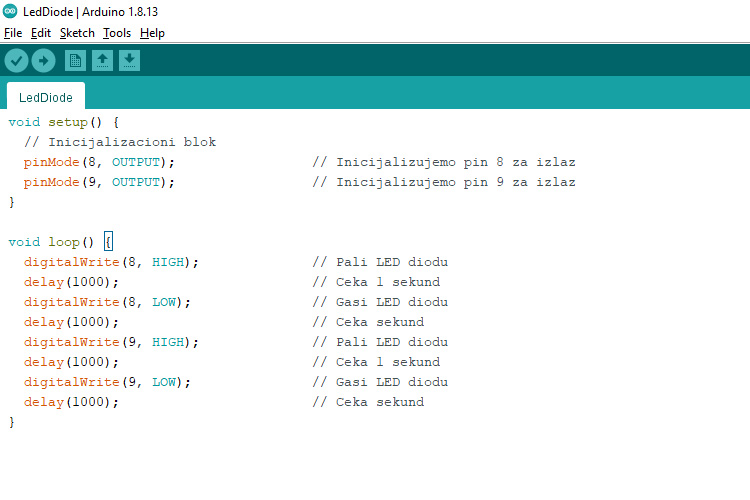 LedDiode | Arduino 1.8.13
File Edit Sketch Tools Help
LedDiode
void setup() {
  // Inicijalizacioni blok
  pinMode(8, OUTPUT);                 // Inicijalizujemo pin 8 za izlaz
  pinMode(9, OUTPUT);                 // Inicijalizujemo pin 9 za izlaz
}
void loop() {
  digitalWrite(8, HIGH);              // Pali LED diodu
  delay(1000);                        // Ceka 1 sekund
  digitalWrite(8, LOW);               // Gasi LED diodu
  delay(1000);                        // Ceka sekund
  digitalWrite(9, HIGH);              // Pali LED diodu
  delay(1000);                        // Ceka 1 sekund
  digitalWrite(9, LOW);               // Gasi LED diodu
  delay(1000);                        // Ceka sekund
}